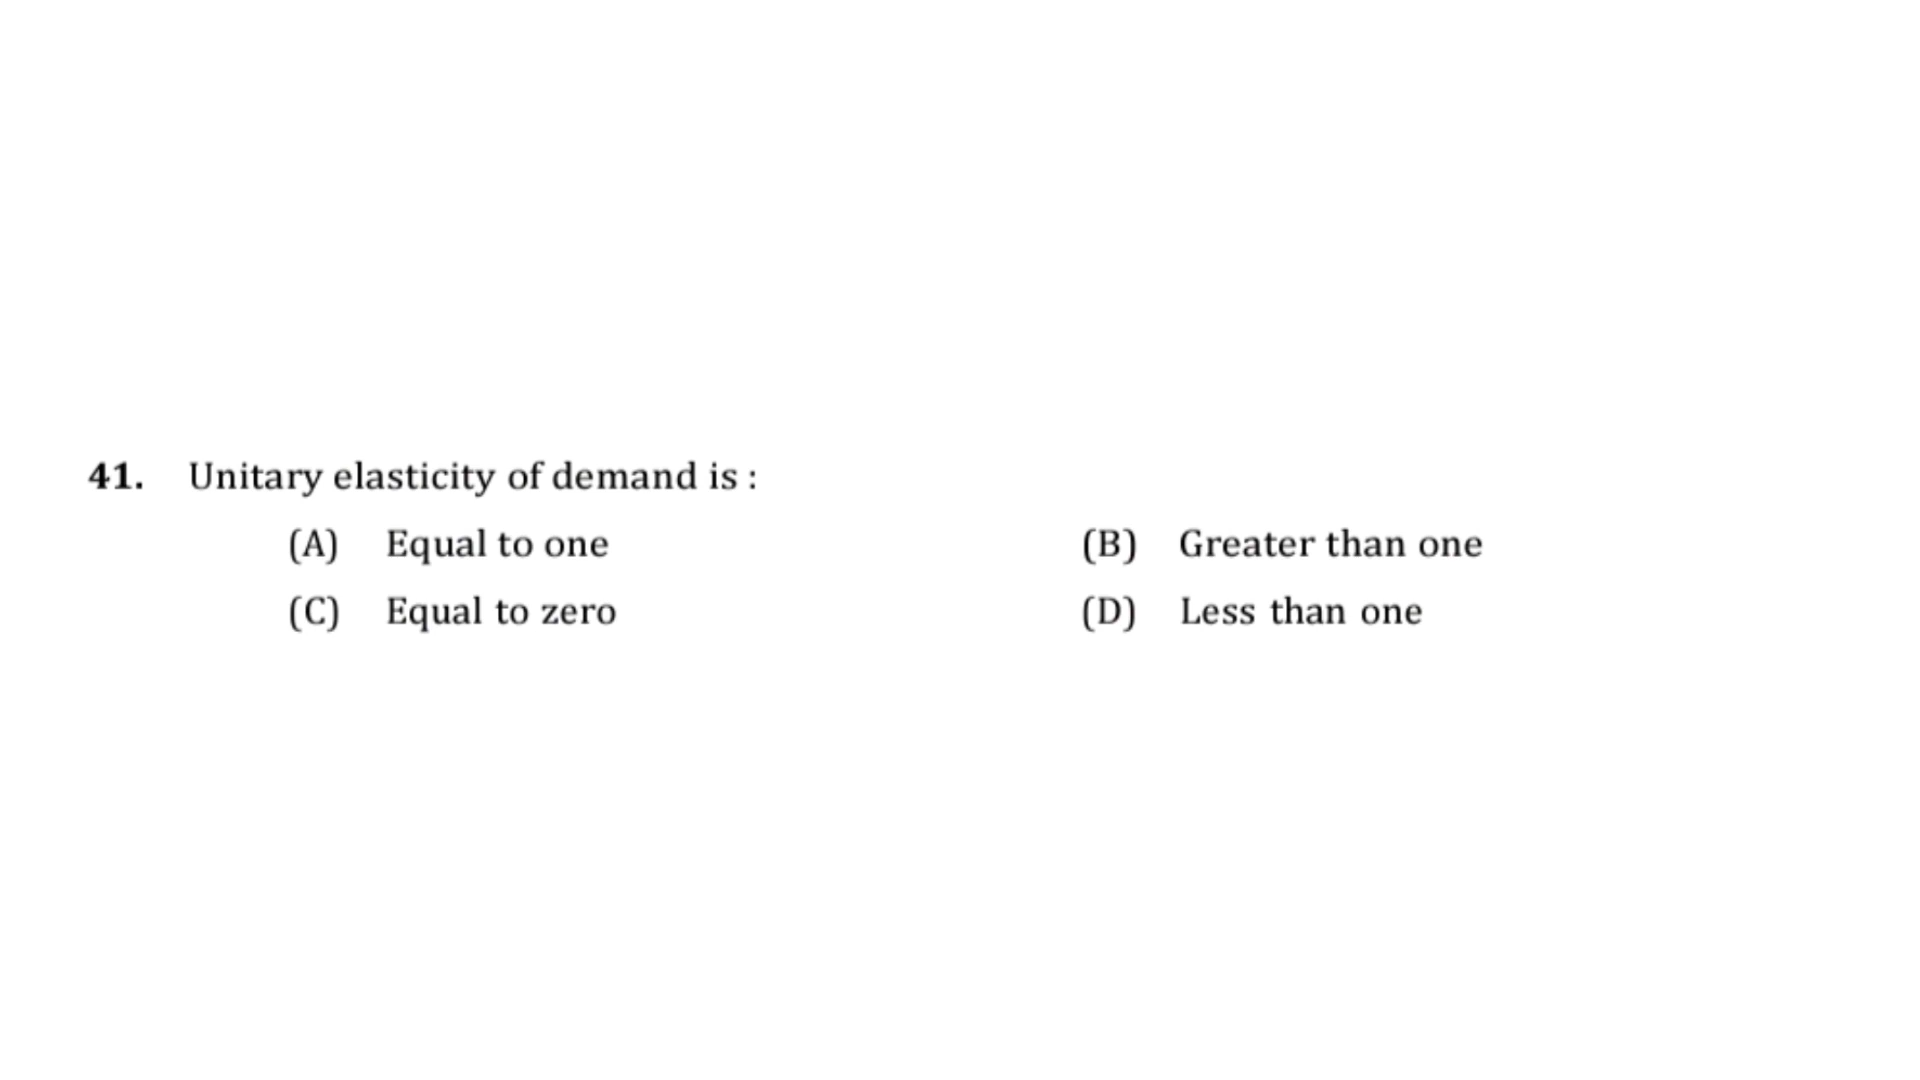 41. Unitary elasticity of demand is :
(A) Equal to one (B) Greater than one
(C) Equal to zero (D) Less than one